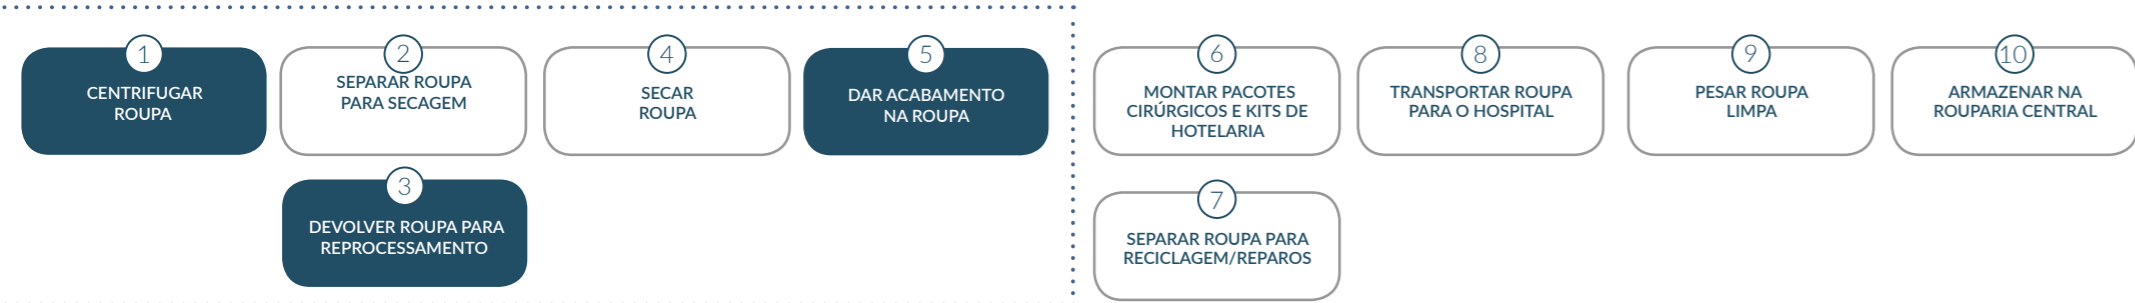 1
CENTRIFUGAR
ROUPA
2
SEPARAR ROUPA
PARA SECAGEM
3
DEVOLVER ROUPA PARA
REPROCESSAMENTO
4
SECAR
ROUPA
5
DAR ACABAMENTO
NA ROUPA
6
MONTAR PACOTES
CIRÚRGICOS E KITS DE
HOTELARIA
7
SEPARAR ROUPA PARA
RECICLAGEM/REPAROS
8
TRANSPORTAR ROUPA
PARA O HOSPITAL
9
PESAR ROUPA
LIMPA
10
ARMAZENAR NA
ROUPARIA CENTRAL